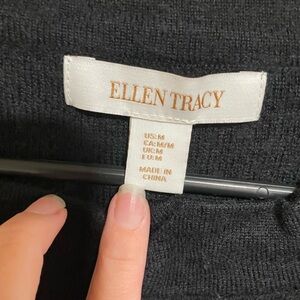 ELLEN TRACY
US:M
CA:M/M
UK:M
EU:M
MADE IN
CHINA